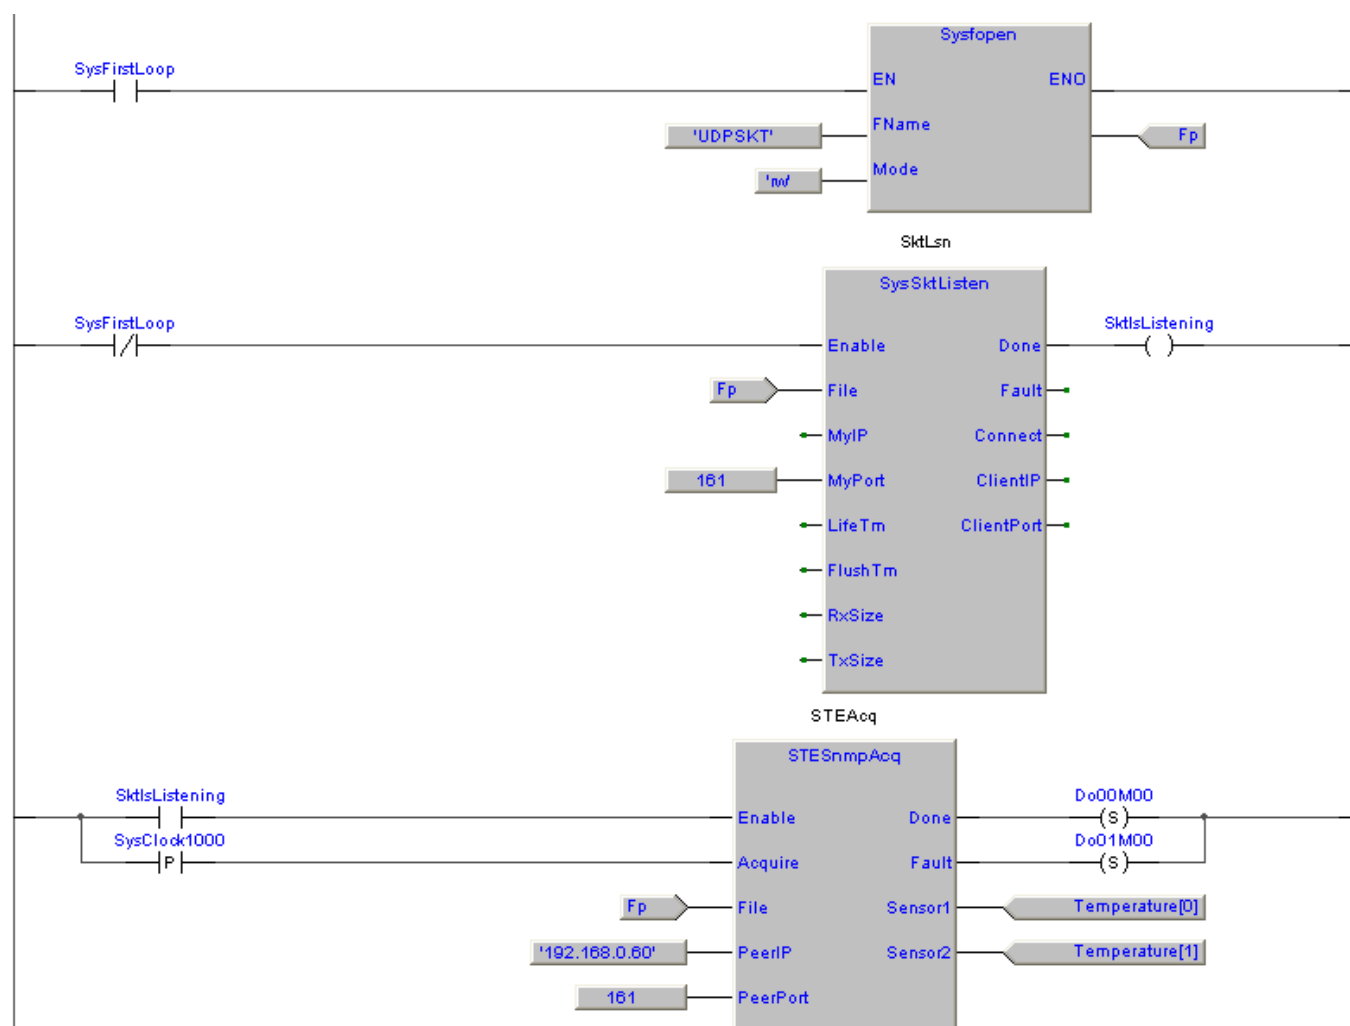 Sysfopen
SysFirstLoop
EN ENO
'UDPSKT' FName Fp
'rw' Mode
SktLsn
SysSktListen
SysFirstLoop SktIsListening
Enable Done
Fp File Fault
MyIP Connect
161 MyPort ClientIP
LifeTm ClientPort
FlushTm
RxSize
TxSize
STEAcq
STESnmpAcq
SktIsListening Do00M00
Enable Done
SysClock1000 Do01M00
P Acquire Fault S
Fp File Sensor1 Temperature[0]
'192.168.0.60' PeerIP Sensor2 Temperature[1]
161 PeerPort